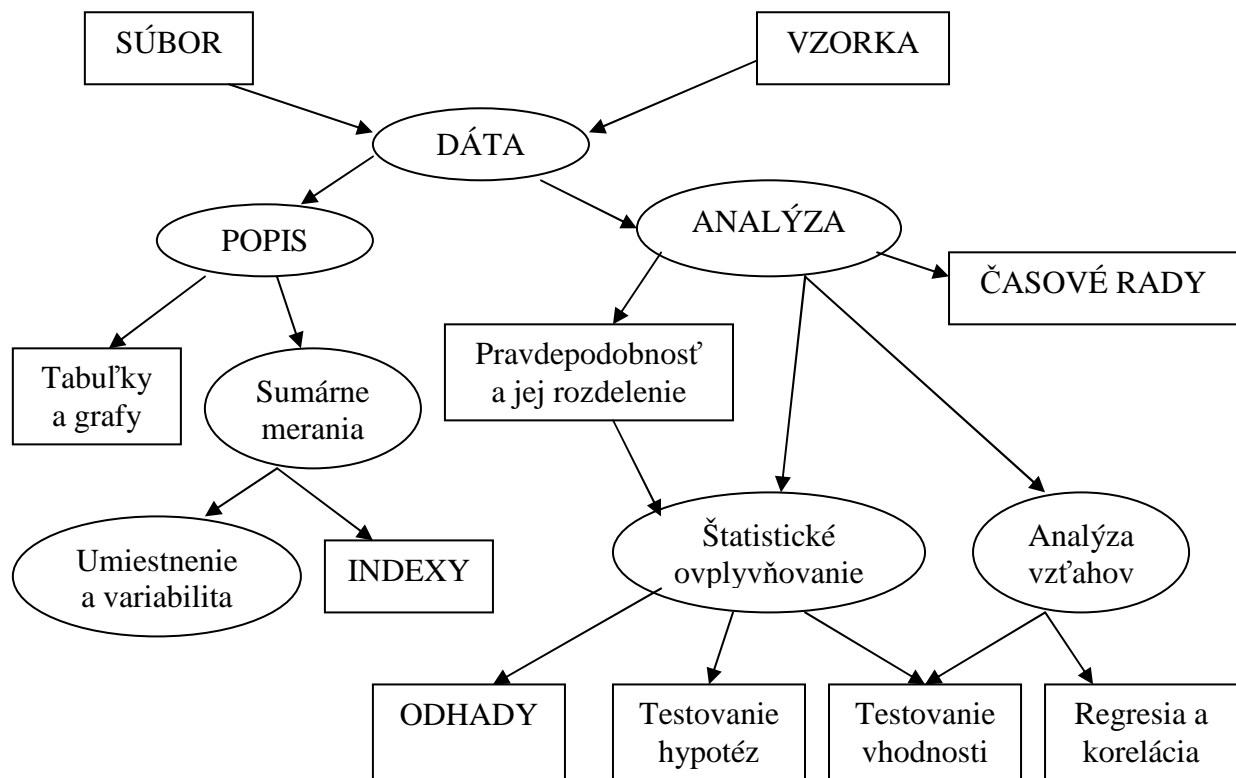 SÚBOR
VZORKA
DÁTA
POPIS
ANALÝZA
ČASOVÉ RADY
Tabuľky
a grafy
Sumárne
merania
Pravdepodobnosť
a jej rozdelenie
Umiestnenie
a variabilita
INDEXY
Štatistické
ovplyvňovanie
Analýza
vzťahov
ODHADY
Testovanie
hypotéz
Testovanie
vhodnosti
Regresia a
korelácia